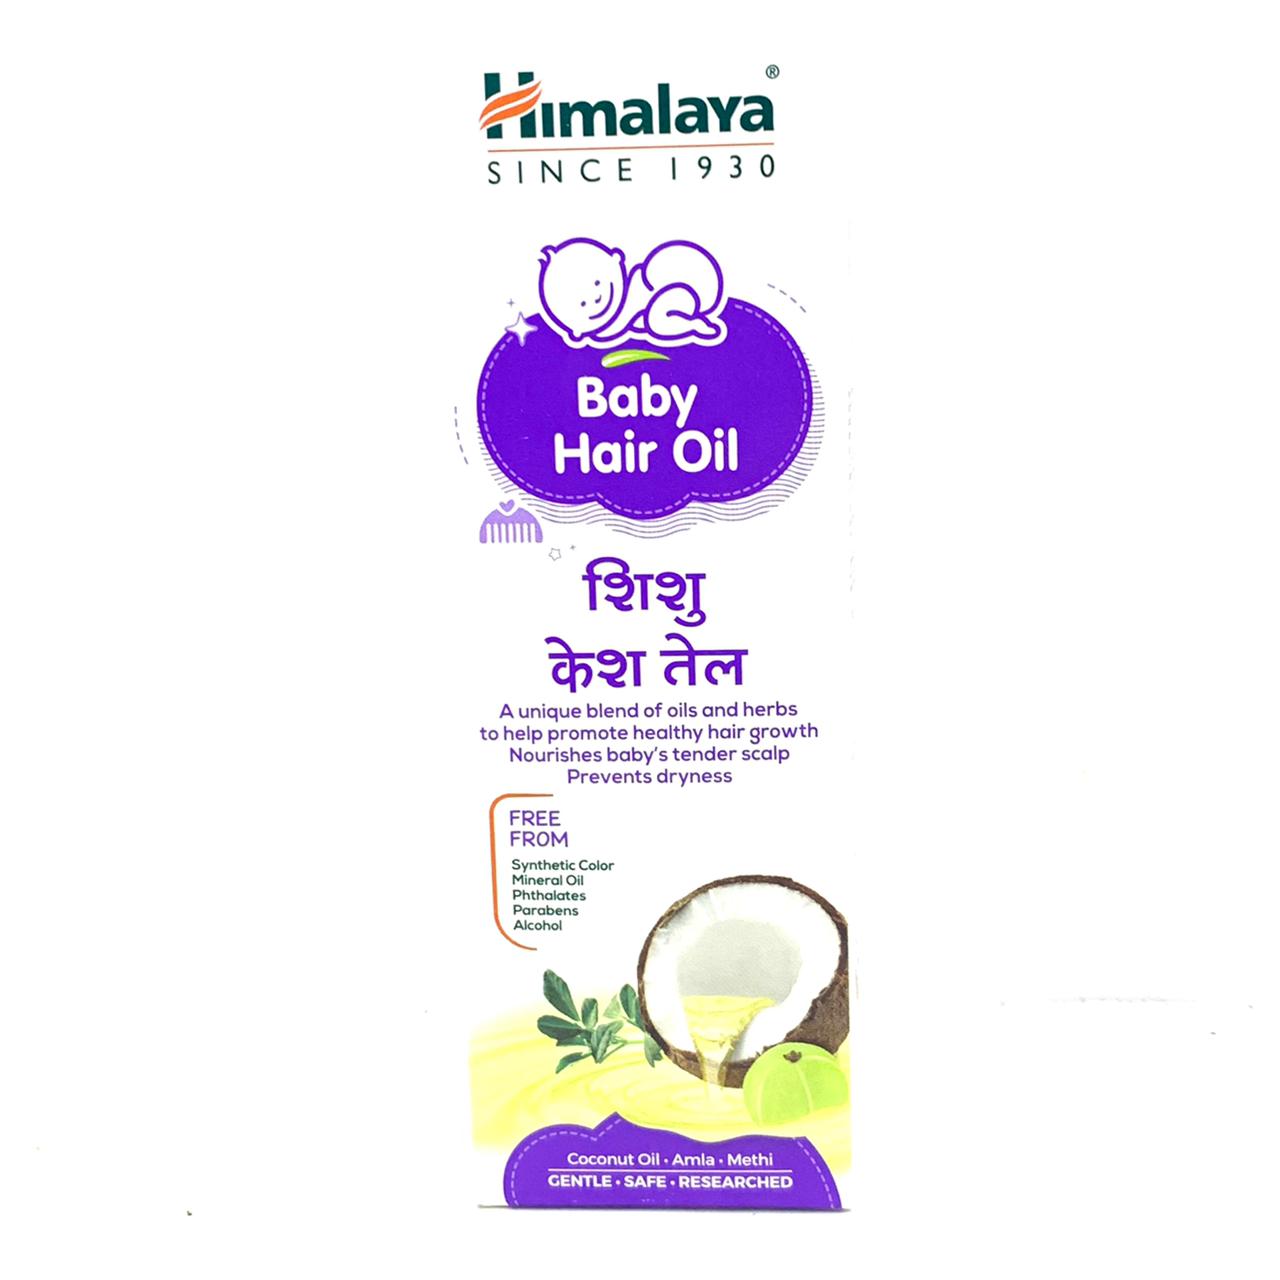 Himalaya®
SINCE 1930
Baby
Hair Oil
शिशु
केश तेल
A unique blend of oils and herbs
to help promote healthy hair growth
Nourishes baby's tender scalp
Prevents dryness
FREE
FROM
Synthetic Color
Mineral Oil
Phthalates
Parabens
Alcohol
Coconut Oil • Amla • Methi
GENTLE • SAFE • RESEARCHED